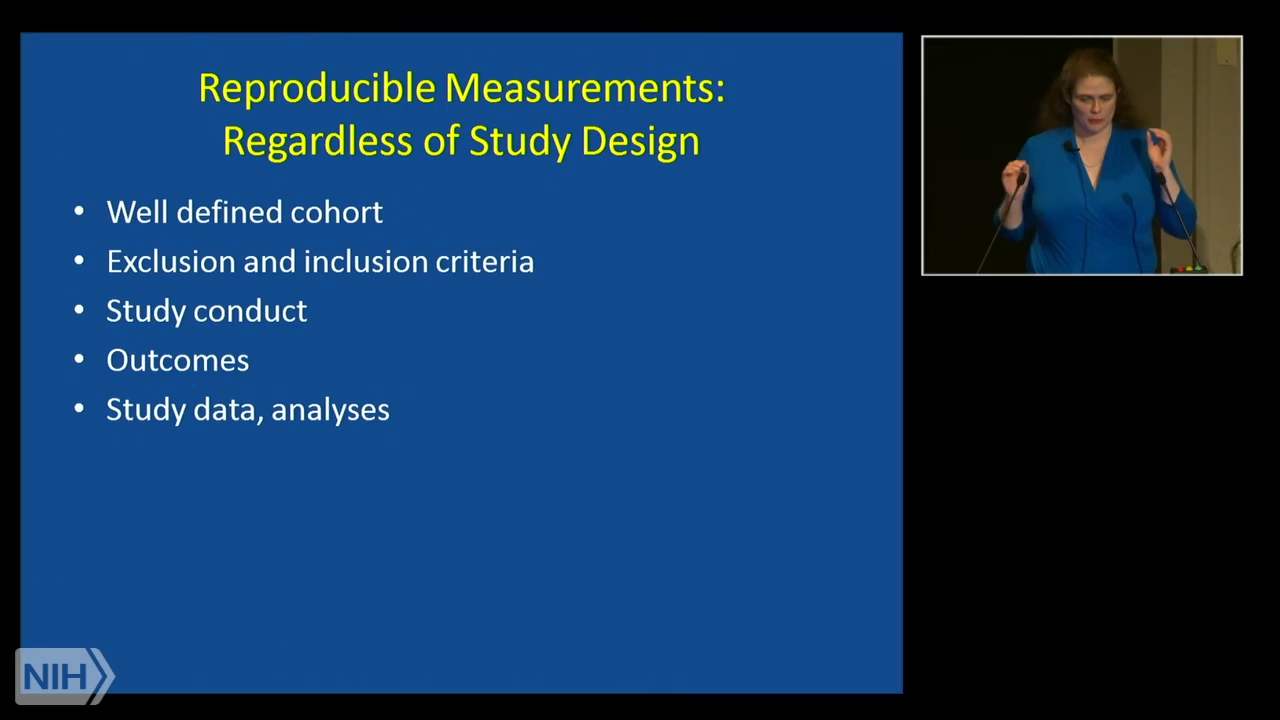 Reproducible Measurements:
Regardless of Study Design
• Well defined cohort
• Exclusion and inclusion criteria
• Study conduct
• Outcomes
• Study data, analyses
NIH